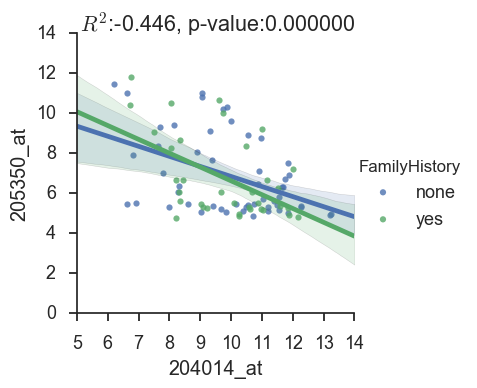 R²:-0.446, p-value:0.000000
14
12
10
8
6
4
2
0
205350_at
5 6 7 8 9 10 11 12 13 14
204014_at
FamilyHistory
none
yes